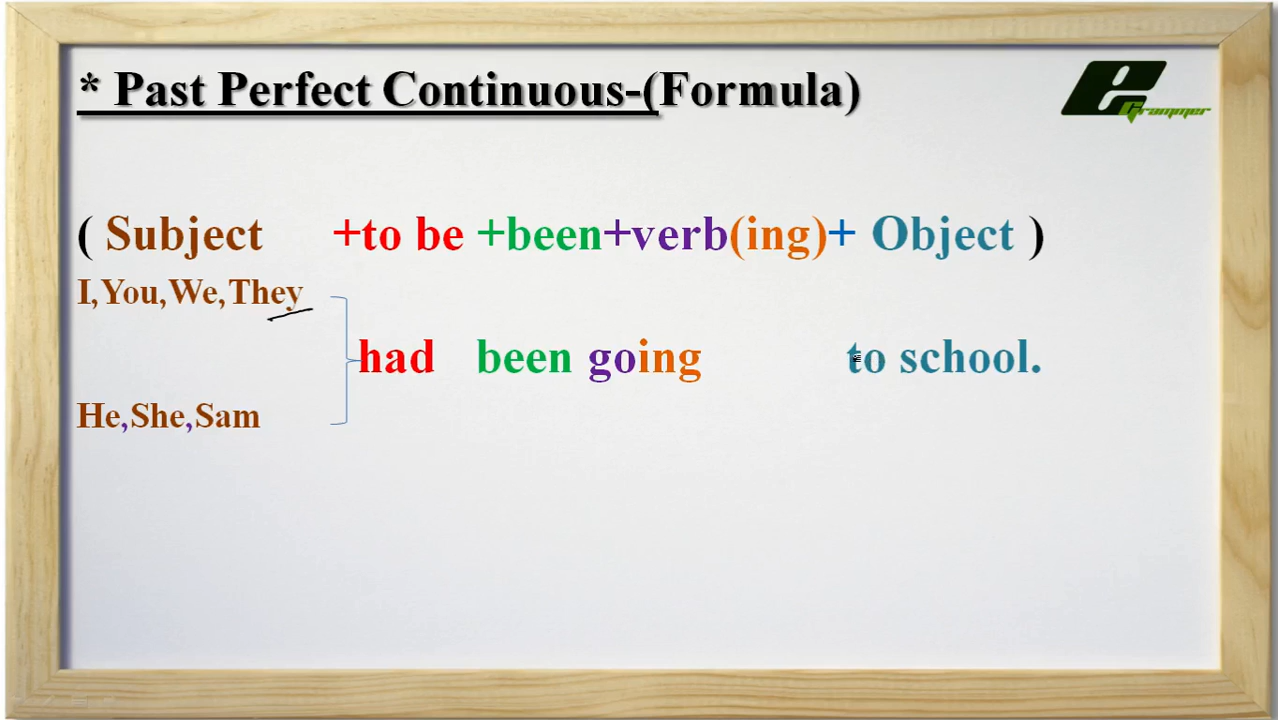 * Past Perfect Continuous-(Formula)
e Grammer
( Subject +to be +been+verb(ing)+ Object )
I,You,We,They
had been going to school.
He,She,Sam